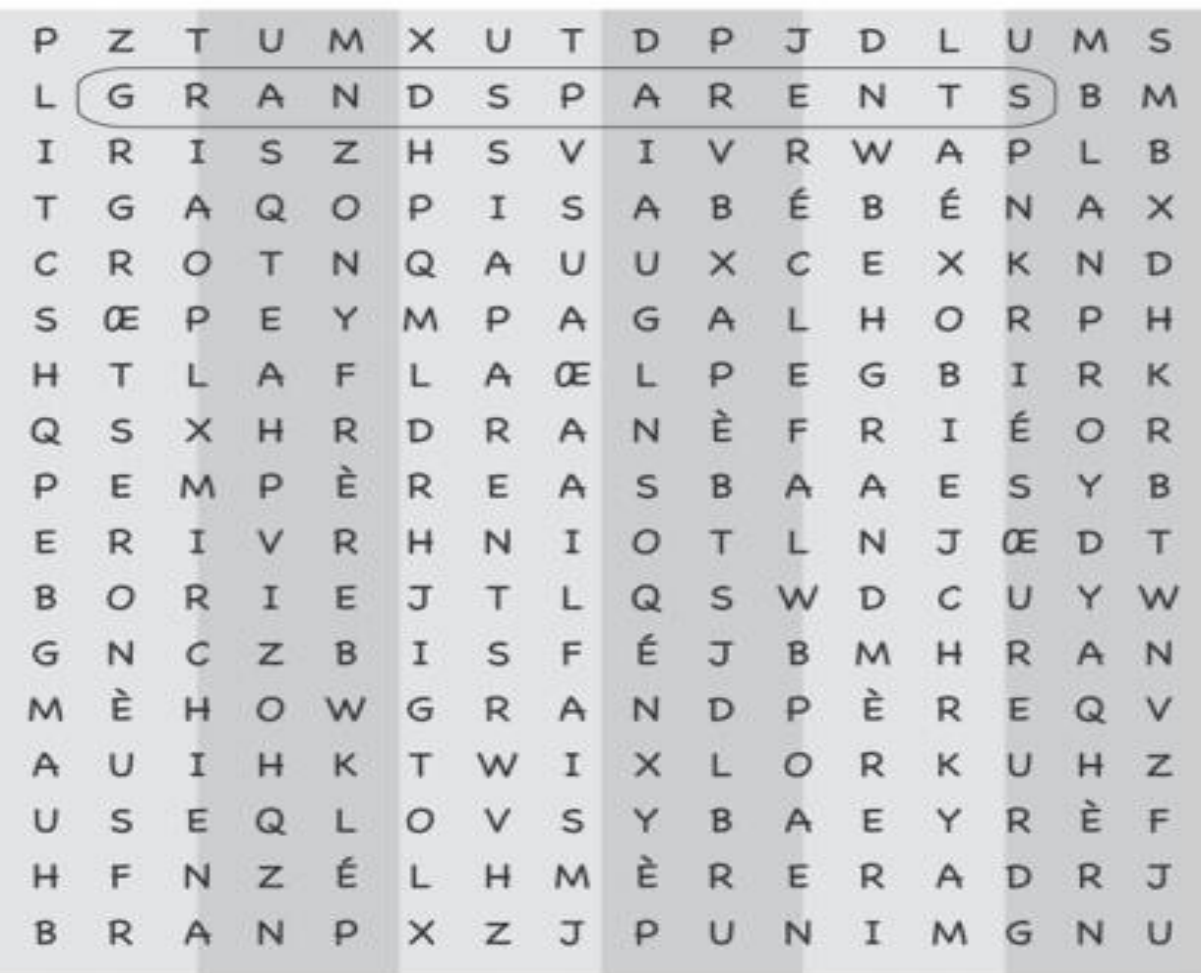 P Z T U M X U T D P J D L U M S
L G R A N D S P A R E N T S B M
I R I S Z H S V I V R W A P L B
T G A Q O P I S A B É B É N A X
C R O T N Q A U U X C E X K N D
S Œ P E Y M P A G A L H O R P H
H T L A F L A Œ L P E G B I R K
Q S X H R D R A N È F R I É O R
P E M P È R E A S B A A E S Y B
E R I V R H N I O T L N J Œ D T
B O R I E J T L Q S W D C U Y W
G N C Z B I S F É J B M H R A N
M È H O W G R A N D P È R E Q V
A U I H K T W I X L O R K U H Z
U S E Q L O V S Y B A E Y R È F
H F N Z É L H M È R E R A D R J
B R A N P X Z J P U N I M G N U